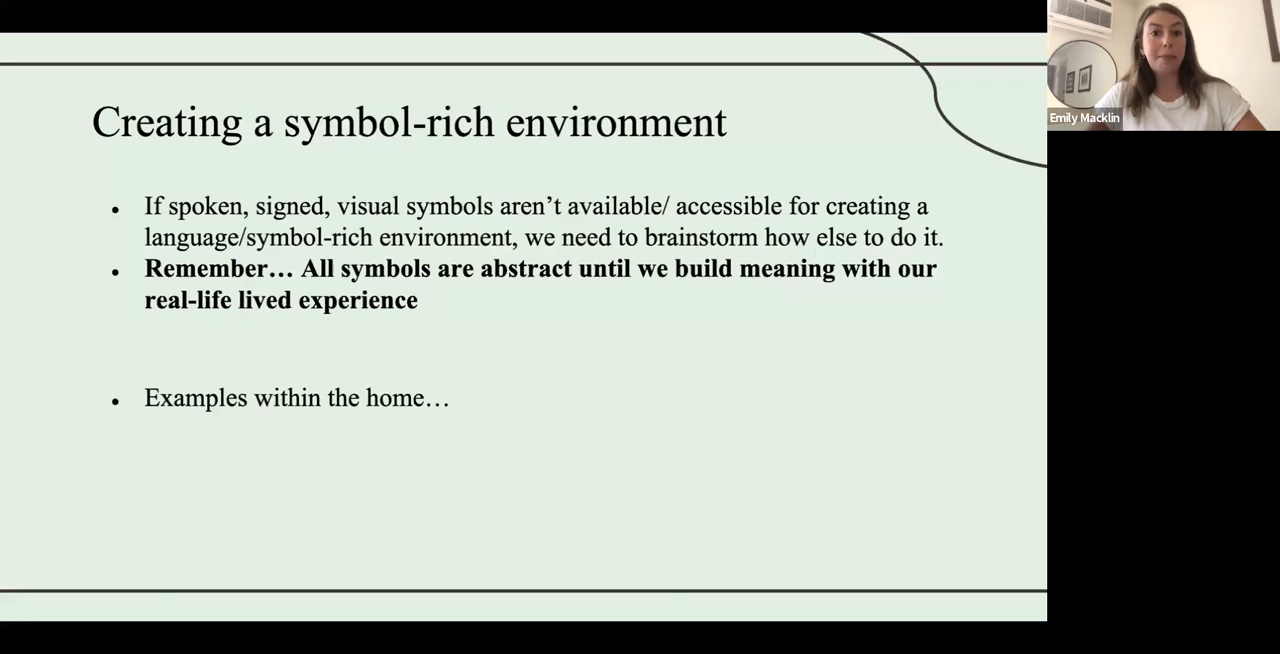 Creating a symbol-rich environment
• If spoken, signed, visual symbols aren’t available/ accessible for creating a
language/symbol-rich environment, we need to brainstorm how else to do it.
• Remember… All symbols are abstract until we build meaning with our
real-life lived experience
• Examples within the home…
Emily Macklin